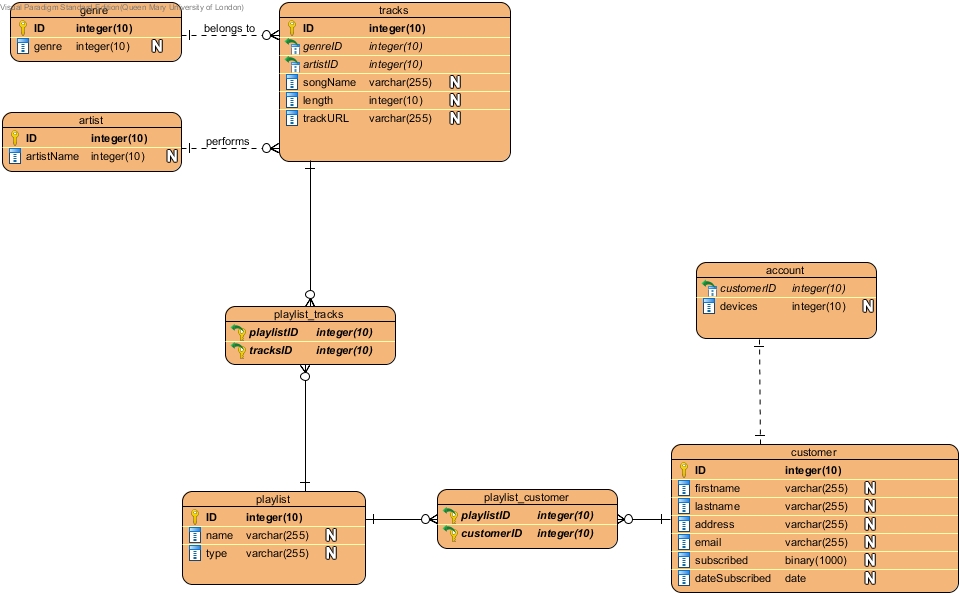 Visual Paradigm Standard Edition(Queen Mary University of London)
genre
ID integer(10)
genre integer(10) N
belongs to
tracks
ID integer(10)
genreID integer(10)
artistID integer(10)
songName varchar(255) N
length integer(10) N
trackURL varchar(255) N
artist
ID integer(10)
artistName integer(10) N
performs
account
customerID integer(10)
devices integer(10) N
playlist_tracks
playlistID integer(10)
tracksID integer(10)
customer
ID integer(10)
firstname varchar(255) N
lastname varchar(255) N
address varchar(255) N
email varchar(255) N
subscribed binary(1000) N
dateSubscribed date N
playlist
ID integer(10)
name varchar(255) N
type varchar(255) N
playlist_customer
playlistID integer(10)
customerID integer(10)